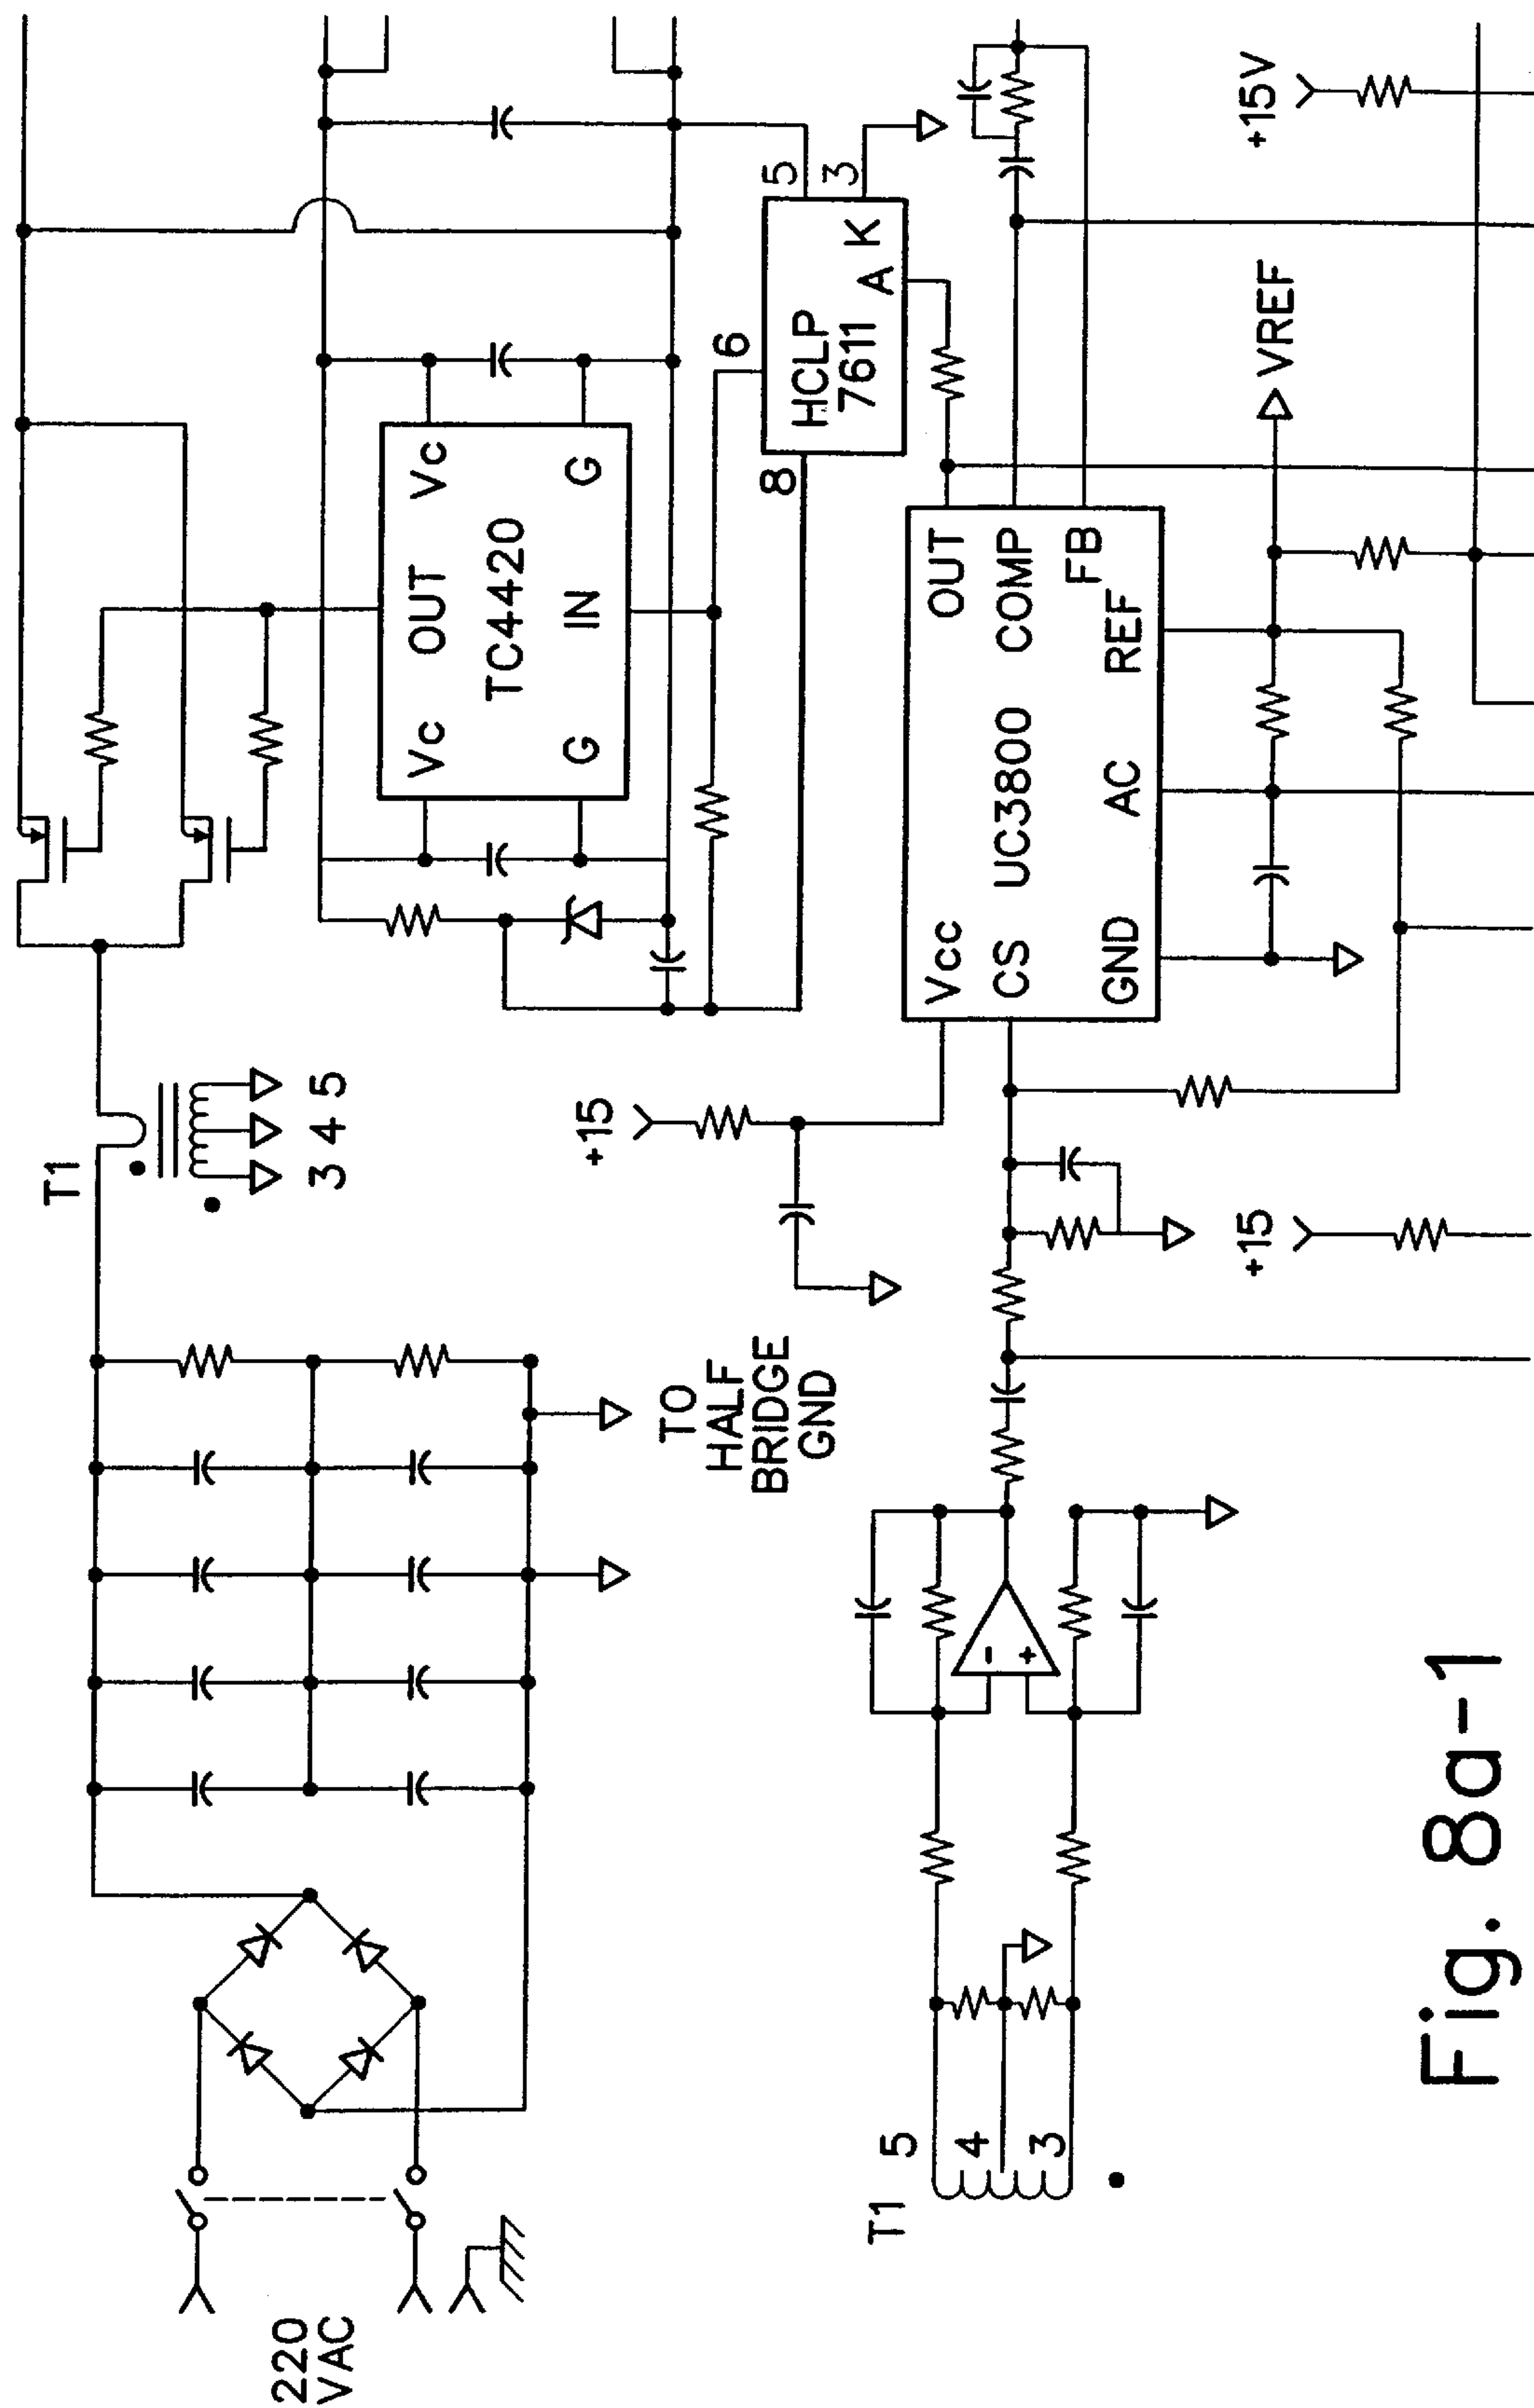 220
VAC
T1
3 4 5
TO
HALF
BRIDGE
GND
Vc OUT Vc
TC4420
G IN G
6
8
5
3
HCLP
7611
K
A
+15
Vcc OUT
CS UC3800 COMP
FB
GND AC REF
VREF
+15V
+15
T1
5
4
3
-
+
Fig. 8a-1